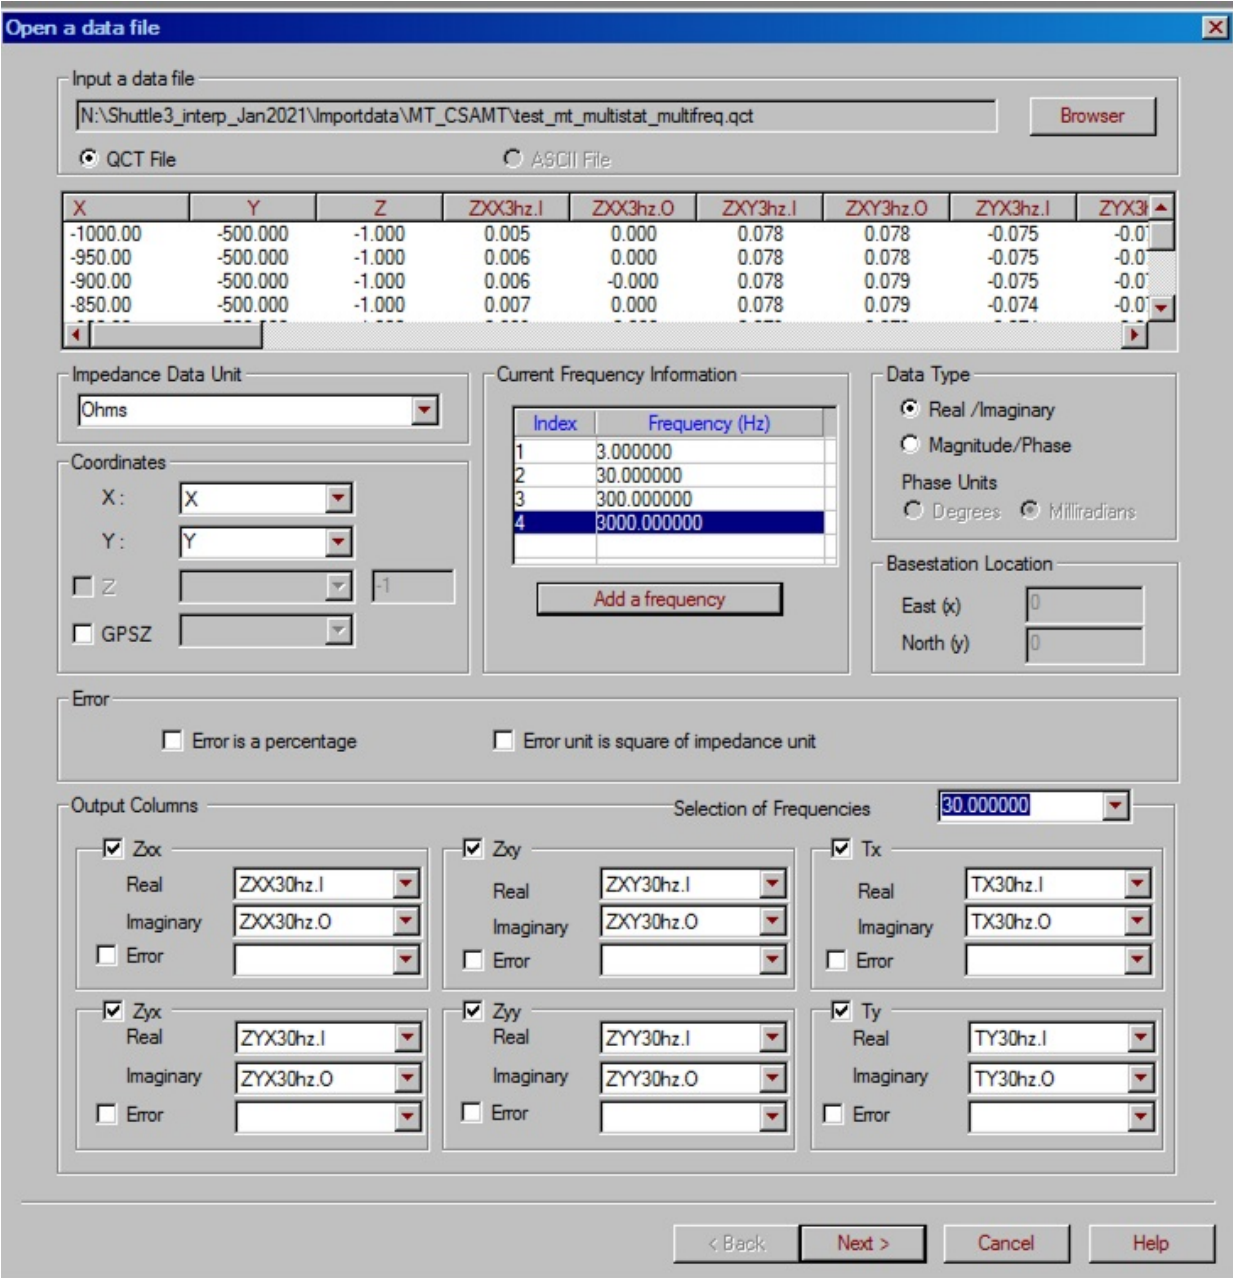 Open a data file
Input a data file
N:\Shuttle3_interp_Jan2021\Importdata\MT_CSAMT\test_mt_multistat_multifreq.qct
Browser
QCT File
ASCII File
X Y Z ZXX3hz.I ZXX3hz.O ZXY3hz.I ZXY3hz.O ZYX3hz.I
-1000.00 -500.000 -1.000 0.005 0.000 0.078 0.078 -0.075
-950.00 -500.000 -1.000 0.006 0.000 0.078 0.078 -0.075
-900.00 -500.000 -1.000 0.006 -0.000 0.078 0.079 -0.075
-850.00 -500.000 -1.000 0.007 0.000 0.078 0.079 -0.074
Impedance Data Unit
Ohms
Coordinates
X : X
Y : Y
Z -1
GPSZ
Current Frequency Information
Index Frequency (Hz)
1 3.000000
2 30.000000
3 300.000000
4 3000.000000
Add a frequency
Data Type
Real /Imaginary
Magnitude/Phase
Phase Units
Degrees Milliradians
Basestation Location
East (x) 0
North (y) 0
Error
Error is a percentage
Error unit is square of impedance unit
Output Columns
Selection of Frequencies 30.000000
Zxx
Real ZXX30hz.I
Imaginary ZXX30hz.O
Error
Zxy
Real ZXY30hz.I
Imaginary ZXY30hz.O
Error
Tx
Real TX30hz.I
Imaginary TX30hz.O
Error
Zyx
Real ZYX30hz.I
Imaginary ZYX30hz.O
Error
Zyy
Real ZYY30hz.I
Imaginary ZYY30hz.O
Error
Ty
Real TY30hz.I
Imaginary TY30hz.O
Error
< Back Next > Cancel Help